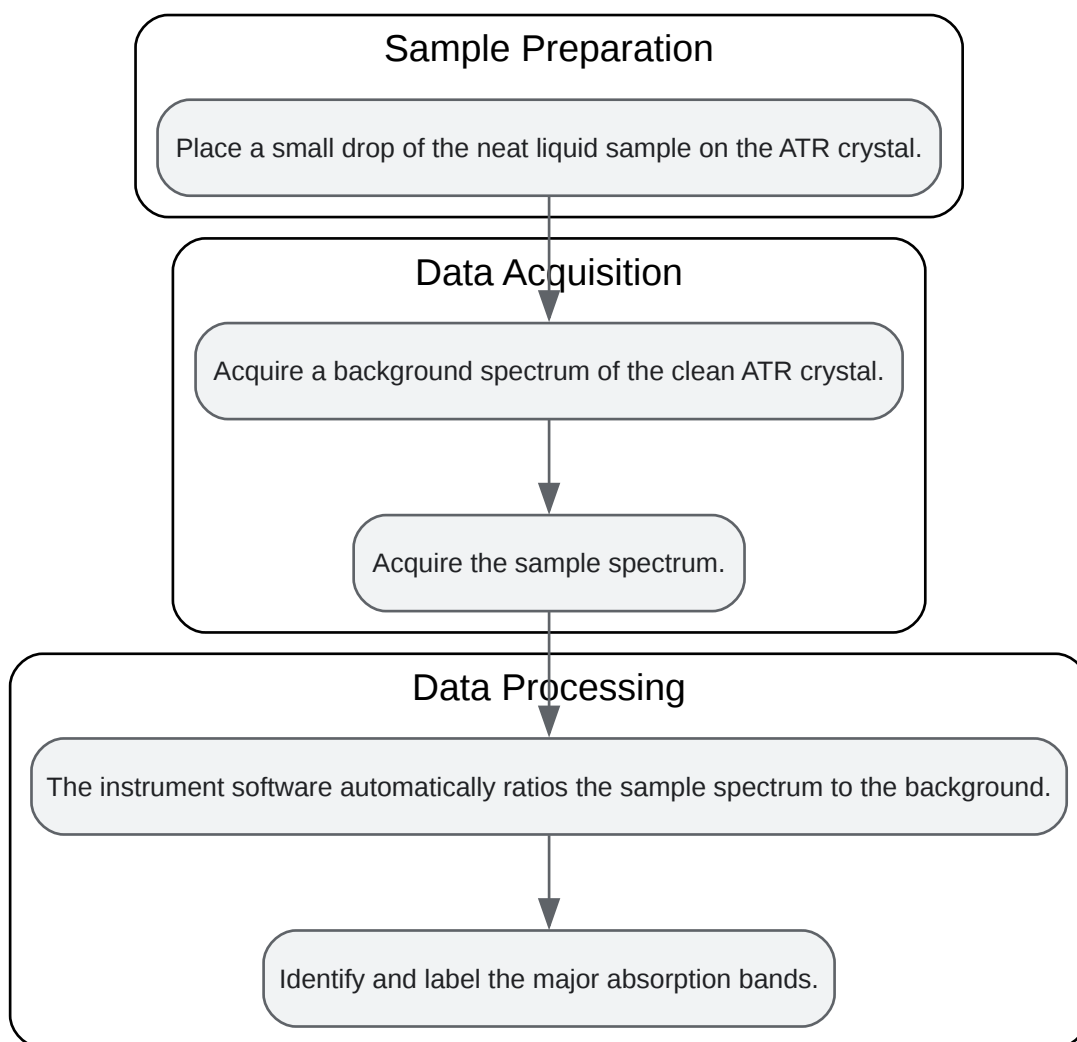 Sample Preparation
Place a small drop of the neat liquid sample on the ATR crystal.
Data Acquisition
Acquire a background spectrum of the clean ATR crystal.
Acquire the sample spectrum.
Data Processing
The instrument software automatically ratios the sample spectrum to the background.
Identify and label the major absorption bands.